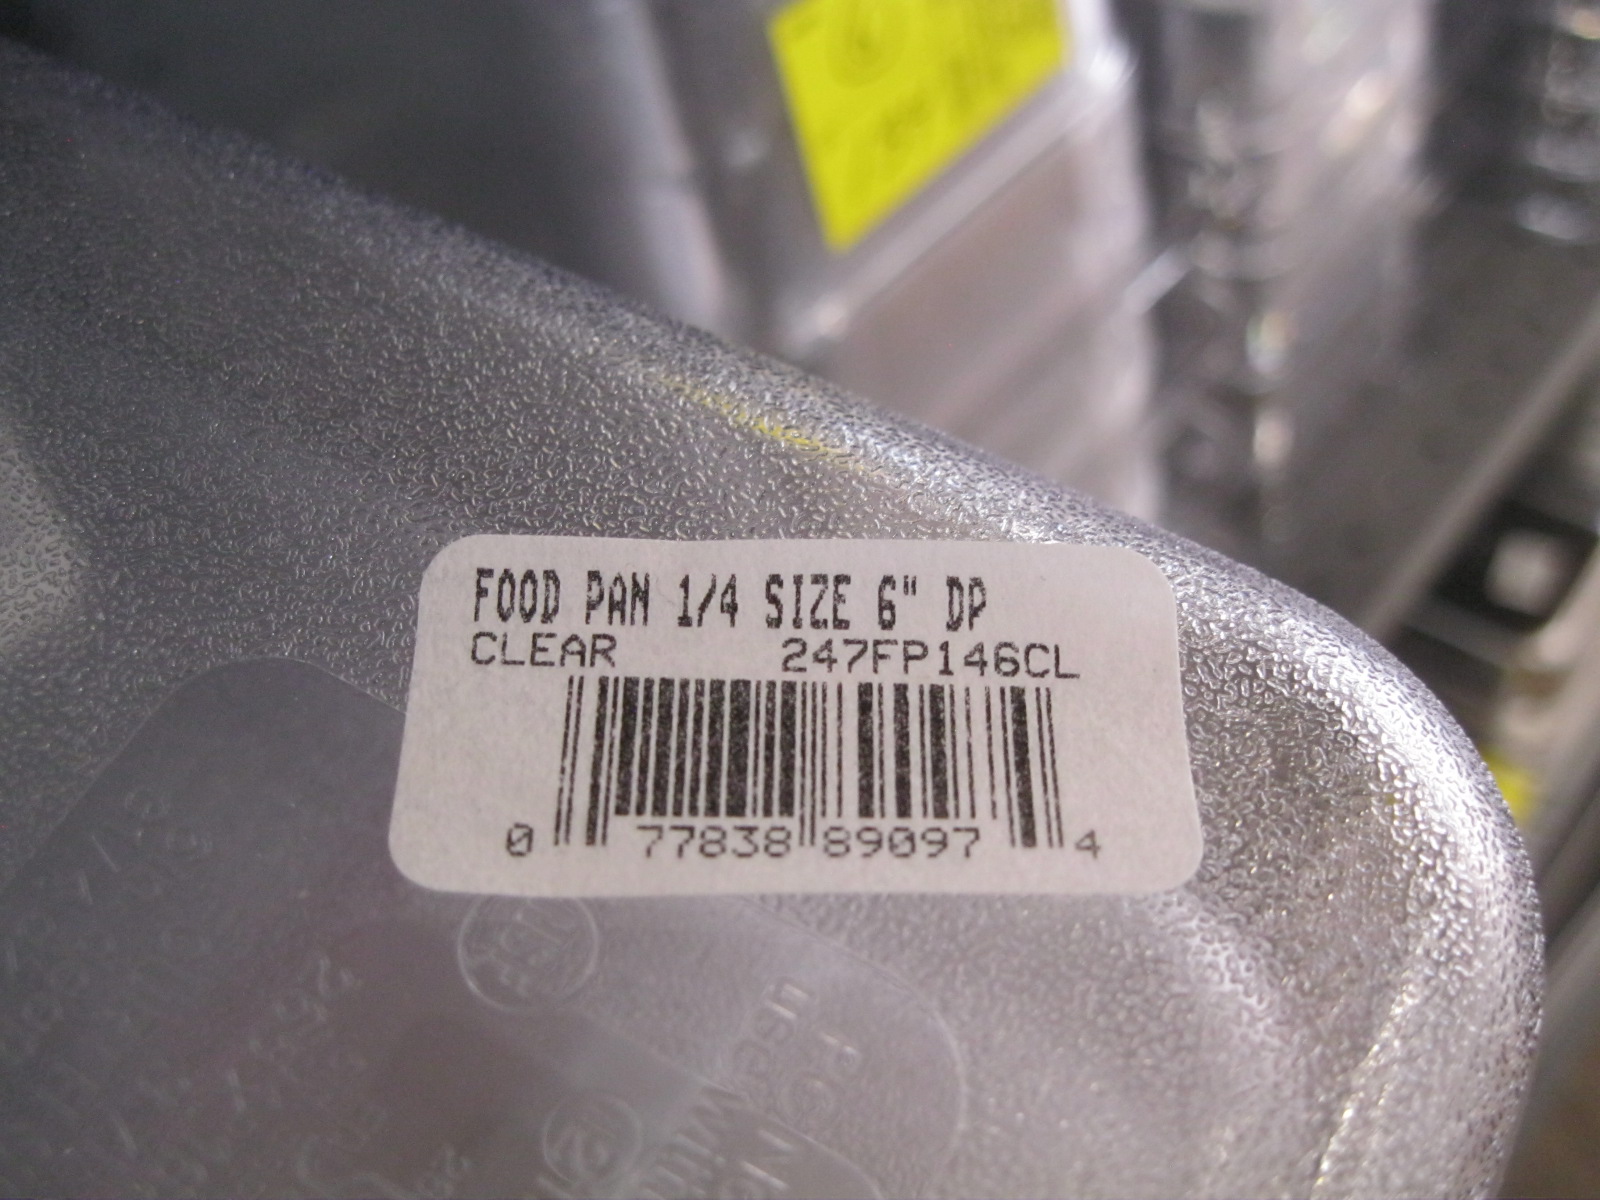 FOOD PAN 1/4 SIZE 6" DP
CLEAR 247FP146CL
0 77838 89097 4